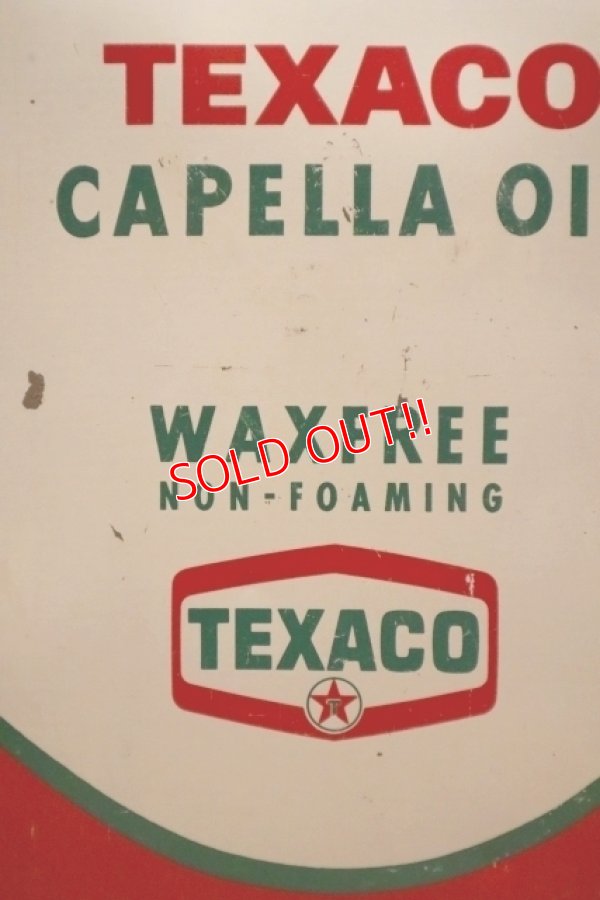 TEXACO
CAPELLA OI
WAXFREE
SOLD OUT!!
NON-FOAMING
TEXACO
T